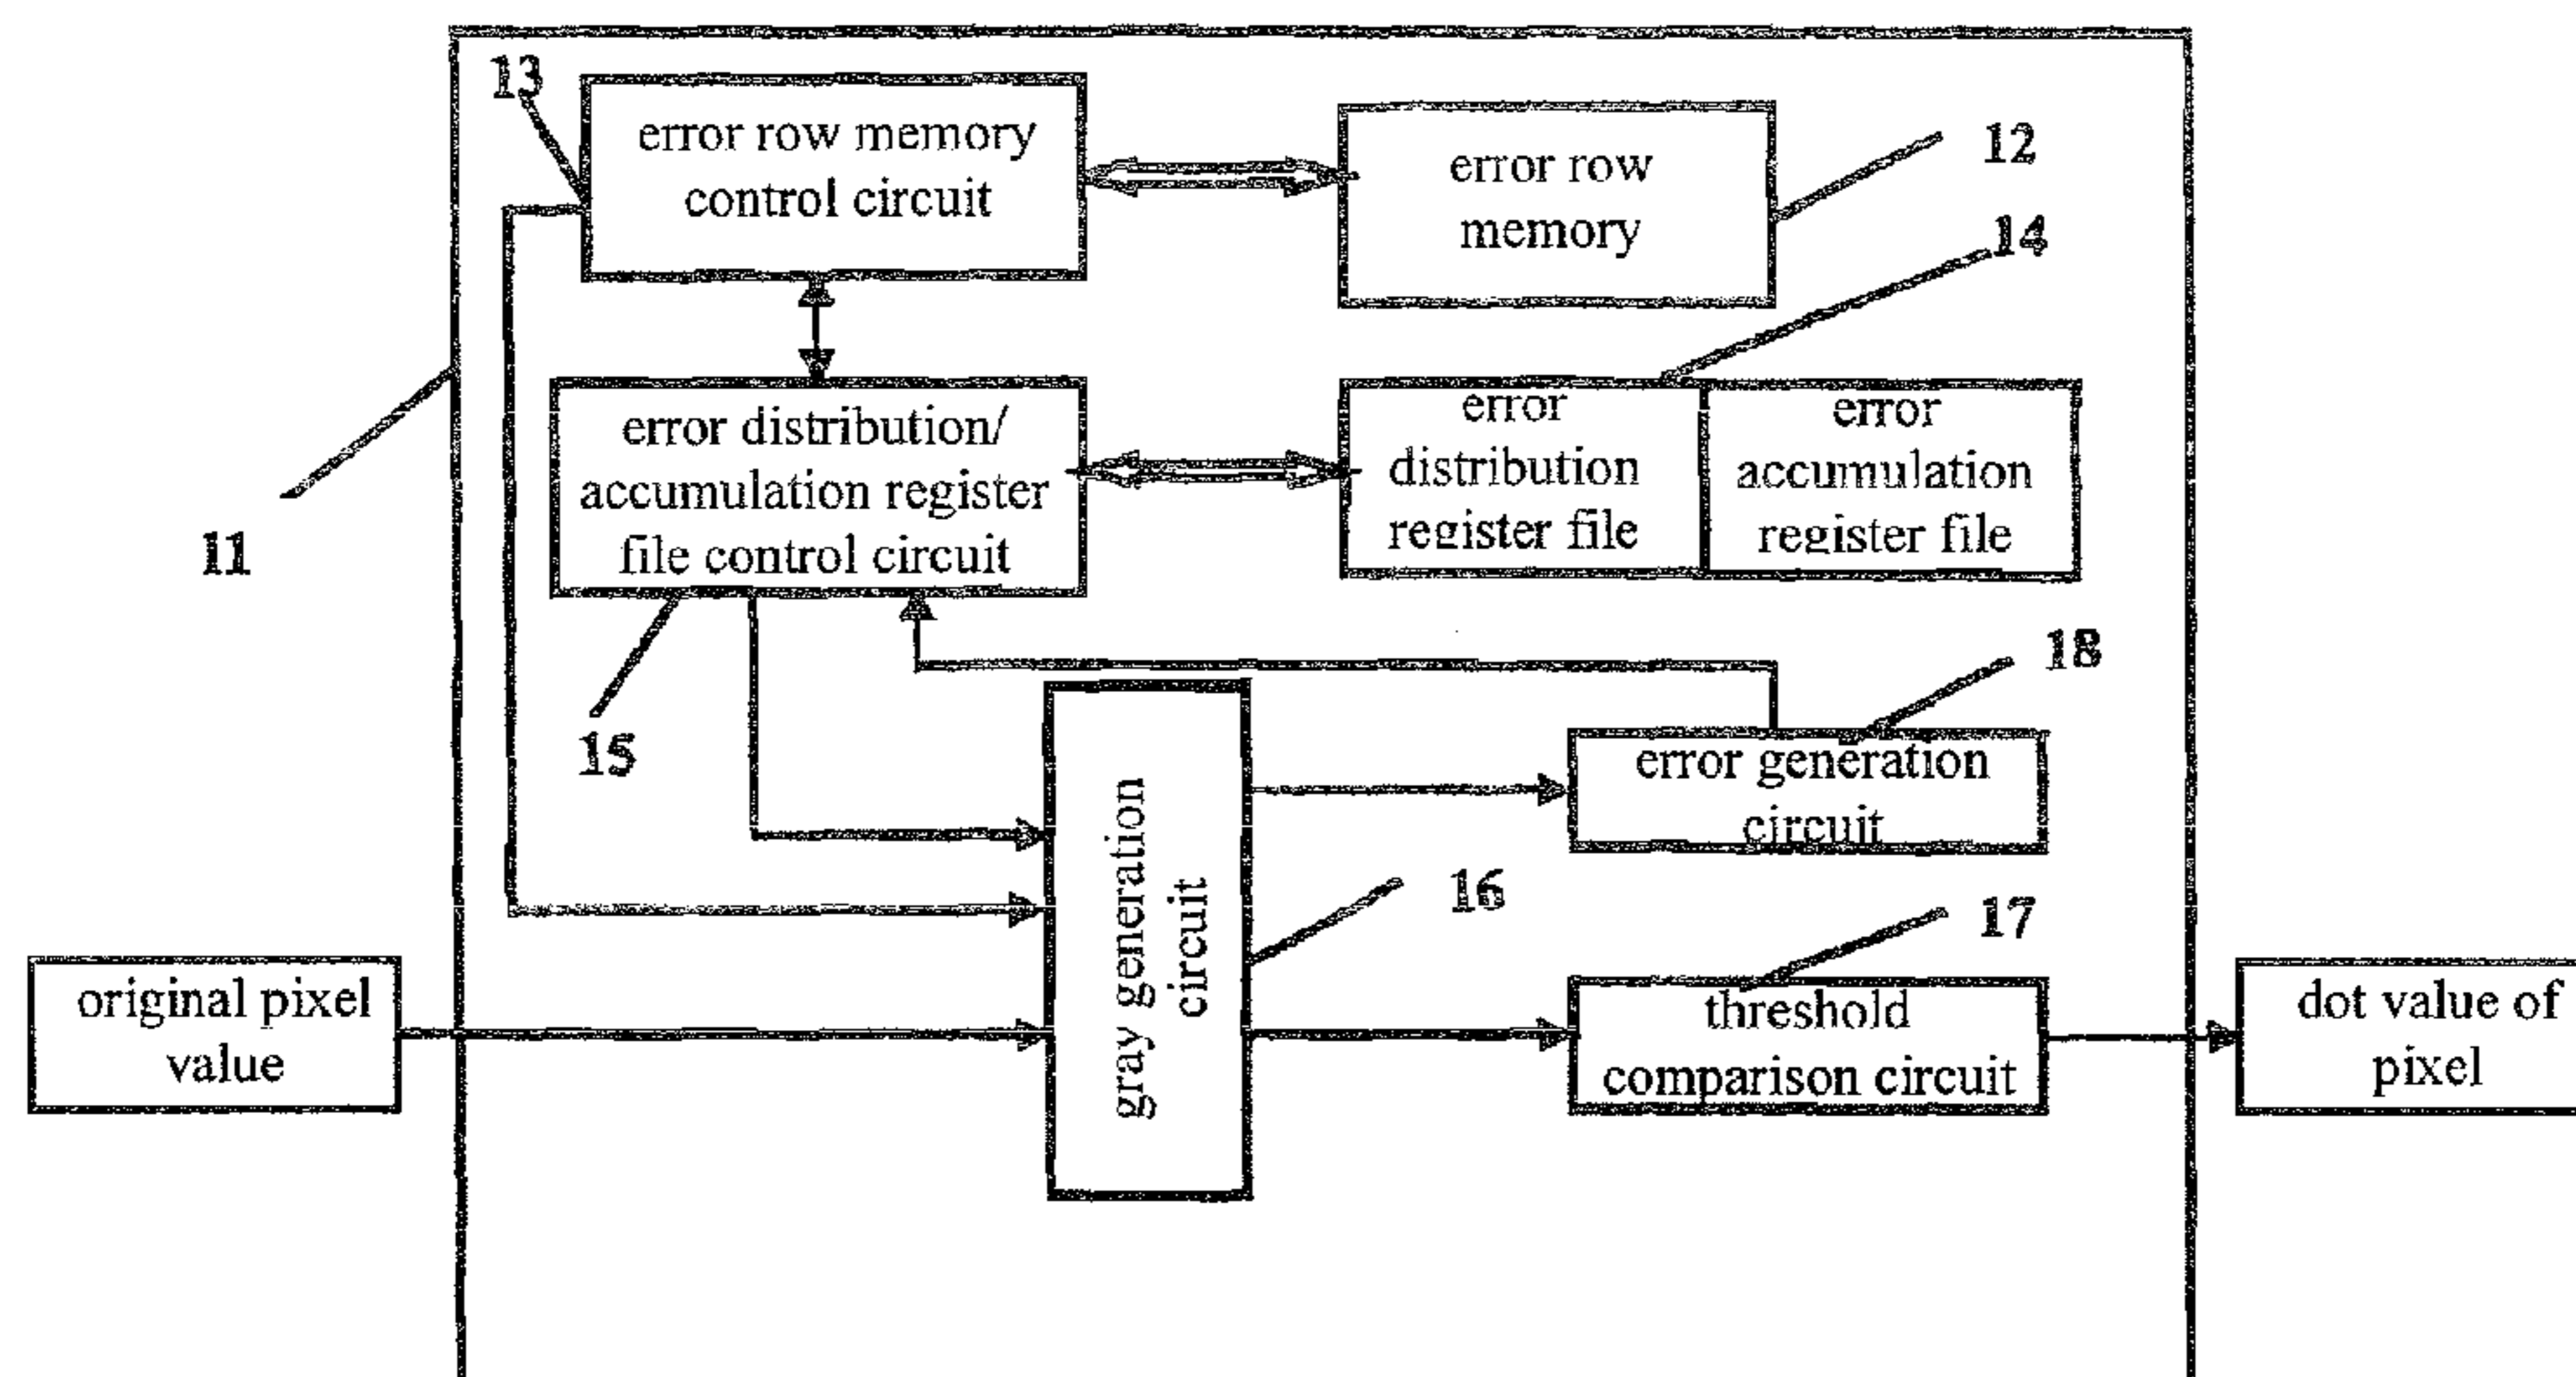 13
error row memory
control circuit
error row
memory
12
14
error distribution/
accumulation register
file control circuit
error
distribution
register file
error
accumulation
register file
11
15
18
error generation
circuit
gray generation
circuit
16
17
original pixel
value
threshold
comparison circuit
dot value of
pixel